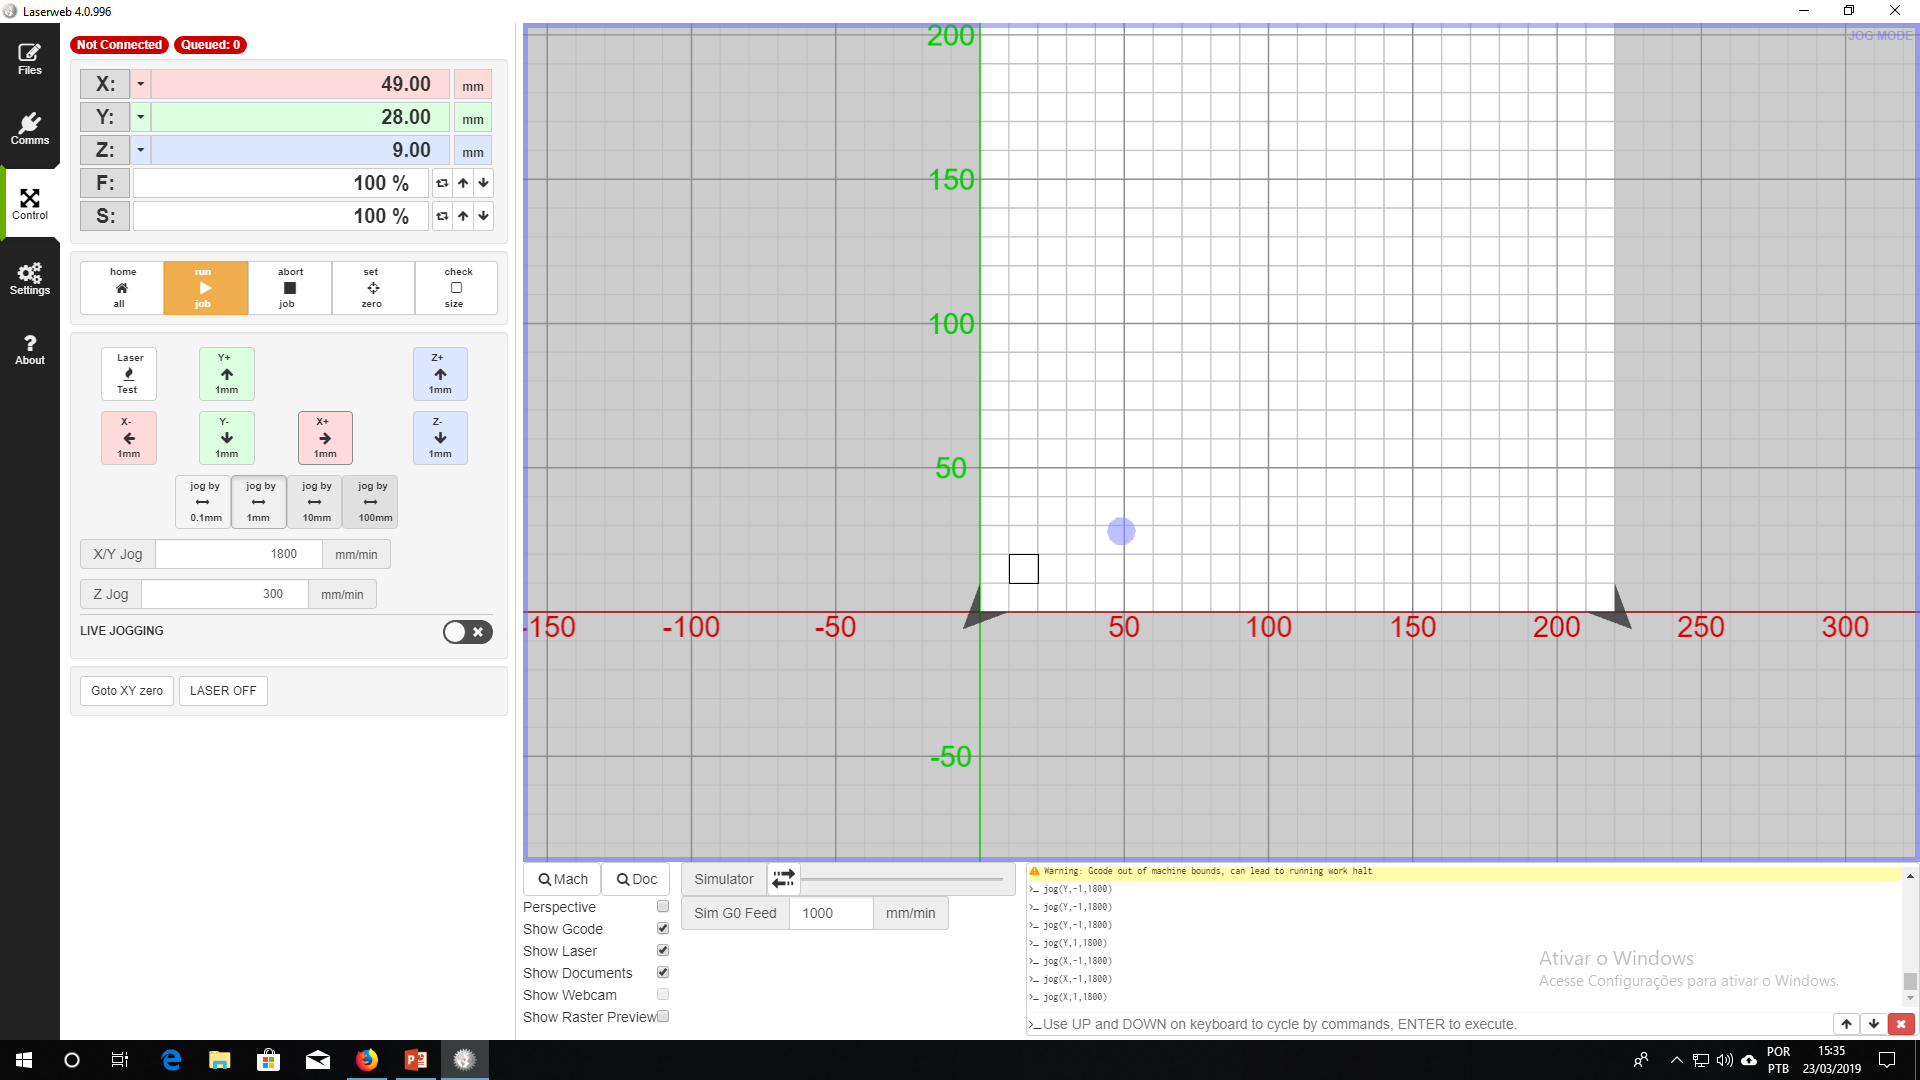 Laserweb 4.0.996
Files
Comms
Control
Settings
About
Not Connected Queued: 0
X: 49.00 mm
Y: 28.00 mm
Z: 9.00 mm
F: 100 %
S: 100 %
home all
run job
abort job
set zero
check size
Laser Test
Y+ 1mm
Z+ 1mm
X- 1mm
Y- 1mm
X+ 1mm
Z- 1mm
jog by 0.1mm
jog by 1mm
jog by 10mm
jog by 100mm
X/Y Jog 1800 mm/min
Z Jog 300 mm/min
LIVE JOGGING
Goto XY zero LASER OFF
JOG MODE
200
150
100
50
-150 -100 -50 50 100 150 200 250 300
-50
Mach Doc Simulator
Perspective
Show Gcode
Show Laser
Show Documents
Show Webcam
Show Raster Preview
Sim G0 Feed 1000 mm/min
Warning: Gcode out of machine bounds, can lead to running work halt
>_ jog(Y,-1,1800)
>_ jog(Y,-1,1800)
>_ jog(Y,-1,1800)
>_ jog(Y,1,1800)
>_ jog(X,-1,1800)
>_ jog(X,-1,1800)
>_ jog(X,1,1800)
>_ Use UP and DOWN on keyboard to cycle by commands, ENTER to execute.
Ativar o Windows
Acesse Configurações para ativar o Windows.
POR
PTB
15:35
23/03/2019